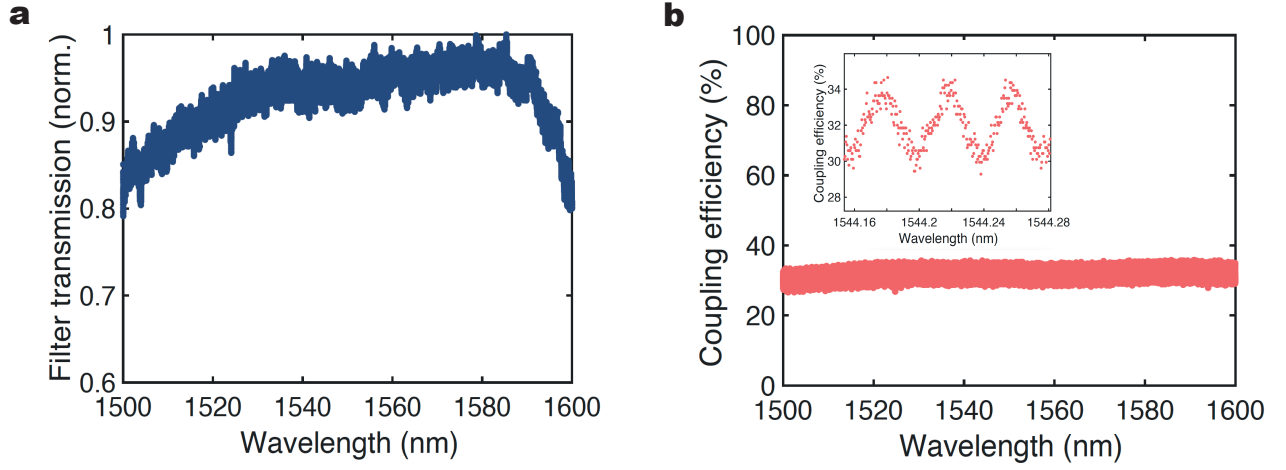 a
Filter transmission (norm.)
1
0.9
0.8
0.7
0.6
1500 1520 1540 1560 1580 1600
Wavelength (nm)
b
Coupling efficiency (%)
100
80
60
40
20
0
1500 1520 1540 1560 1580 1600
Wavelength (nm)
Coupling efficiency (%)
34
32
30
28
1544.16 1544.2 1544.24 1544.28
Wavelength (nm)